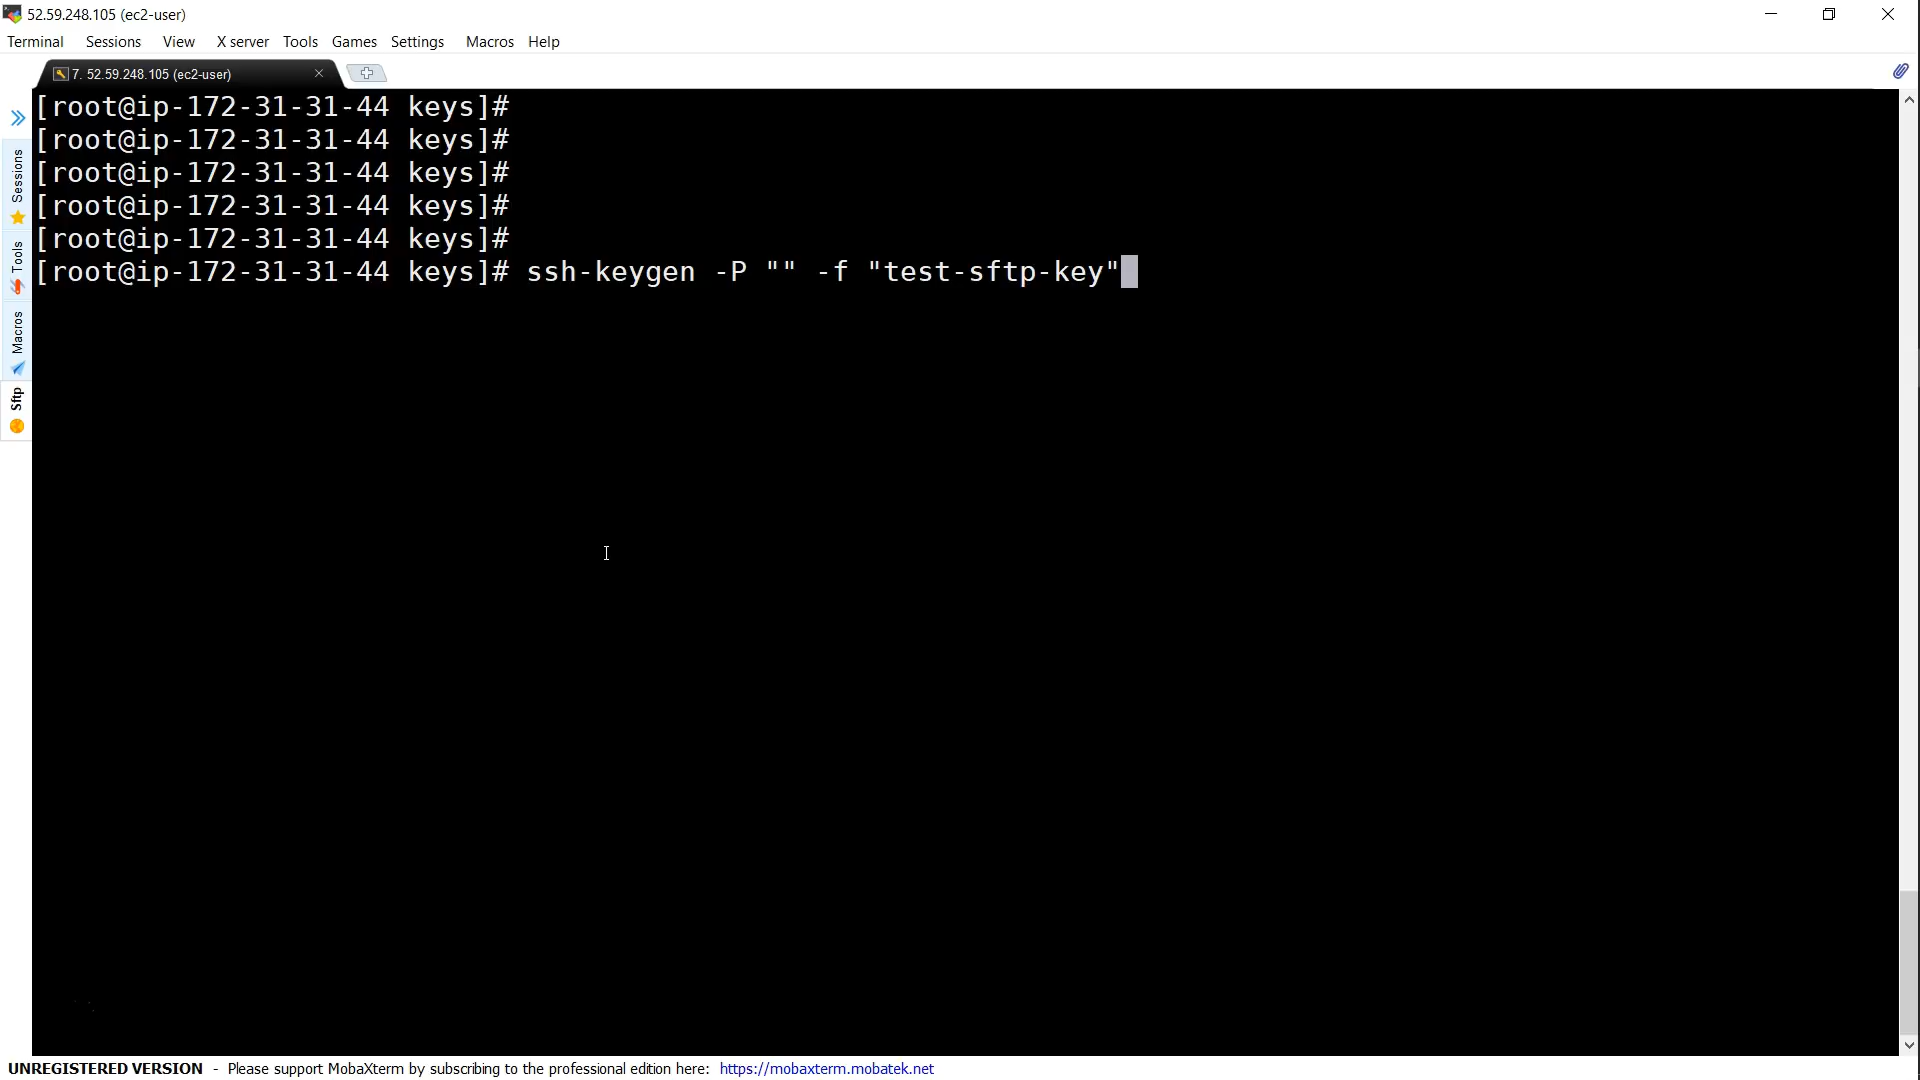 52.59.248.105 (ec2-user)
Terminal Sessions View X server Tools Games Settings Macros Help
7. 52.59.248.105 (ec2-user)
[root@ip-172-31-31-44 keys]#
[root@ip-172-31-31-44 keys]#
[root@ip-172-31-31-44 keys]#
[root@ip-172-31-31-44 keys]#
[root@ip-172-31-31-44 keys]#
[root@ip-172-31-31-44 keys]# ssh-keygen -P "" -f "test-sftp-key"
Sessions
Tools
Macros
Sftp
UNREGISTERED VERSION - Please support MobaXterm by subscribing to the professional edition here: https://mobaxterm.mobatek.net